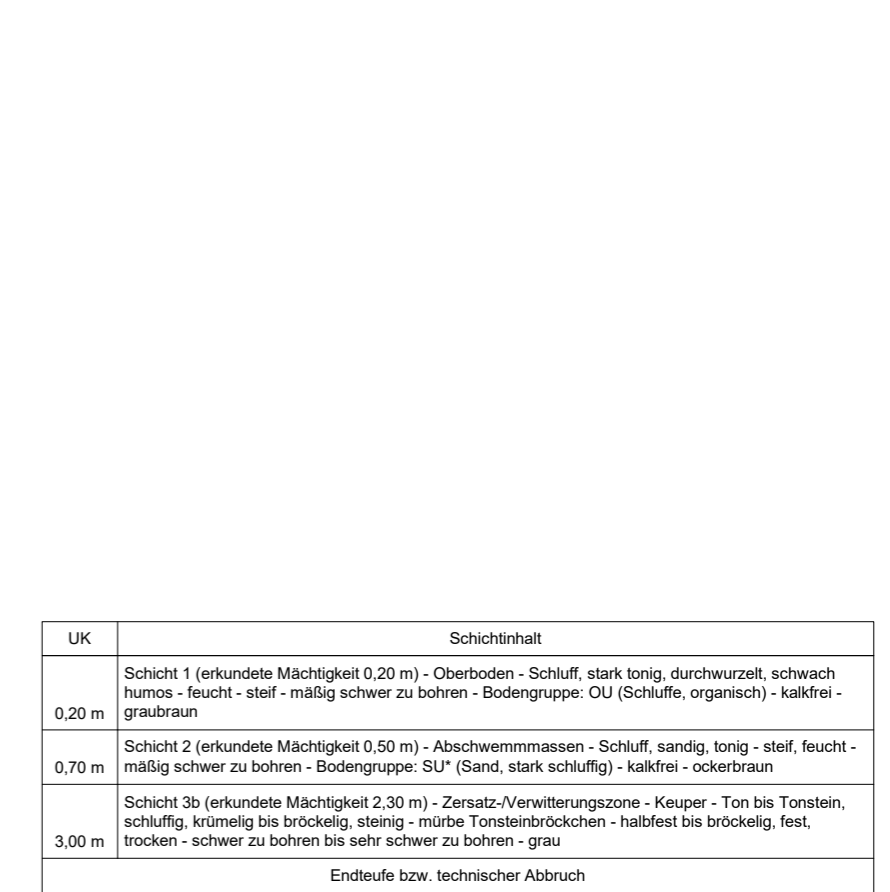 UK Schichtinhalt
Schicht 1 (erkundete Mächtigkeit 0,20 m) - Oberboden - Schluff, stark tonig, durchwurzelt, schwach
humos - feucht - steif - mäßig schwer zu bohren - Bodengruppe: OU (Schluffe, organisch) - kalkfrei -
0,20 m graubraun
Schicht 2 (erkundete Mächtigkeit 0,50 m) - Abschwemmmassen - Schluff, sandig, tonig - steif, feucht -
0,70 m mäßig schwer zu bohren - Bodengruppe: SU* (Sand, stark schluffig) - kalkfrei - ockerbraun
Schicht 3b (erkundete Mächtigkeit 2,30 m) - Zersatz-/Verwitterungszone - Keuper - Ton bis Tonstein,
schluffig, krümelig bis bröckelig, steinig - mürbe Tonsteinbröckchen - halbfest bis bröckelig, fest,
3,00 m trocken - schwer zu bohren bis sehr schwer zu bohren - grau
Endteufe bzw. technischer Abbruch